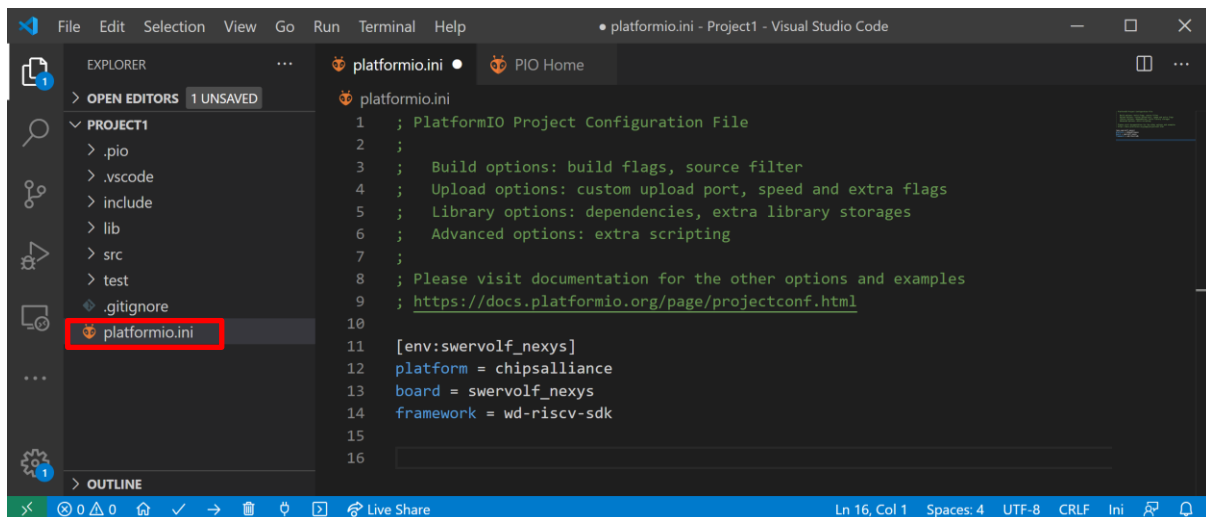 File Edit Selection View Go Run Terminal Help ● platformio.ini - Project1 - Visual Studio Code
EXPLORER ...
> OPEN EDITORS 1 UNSAVED
PROJECT1
> .pio
> .vscode
> include
> lib
> src
> test
.gitignore
platformio.ini
1
1
platformio.ini ● PIO Home
platformio.ini
1 ; PlatformIO Project Configuration File
2 ;
3 ;   Build options: build flags, source filter
4 ;   Upload options: custom upload port, speed and extra flags
5 ;   Library options: dependencies, extra library storages
6 ;   Advanced options: extra scripting
7 ;
8 ; Please visit documentation for the other options and examples
9 ; https://docs.platformio.org/page/projectconf.html
10
11 [env:swervolf_nexys]
12 platform = chipsalliance
13 board = swervolf_nexys
14 framework = wd-riscv-sdk
15
16
> OUTLINE
0 0 Live Share Ln 16, Col 1 Spaces: 4 UTF-8 CRLF Ini